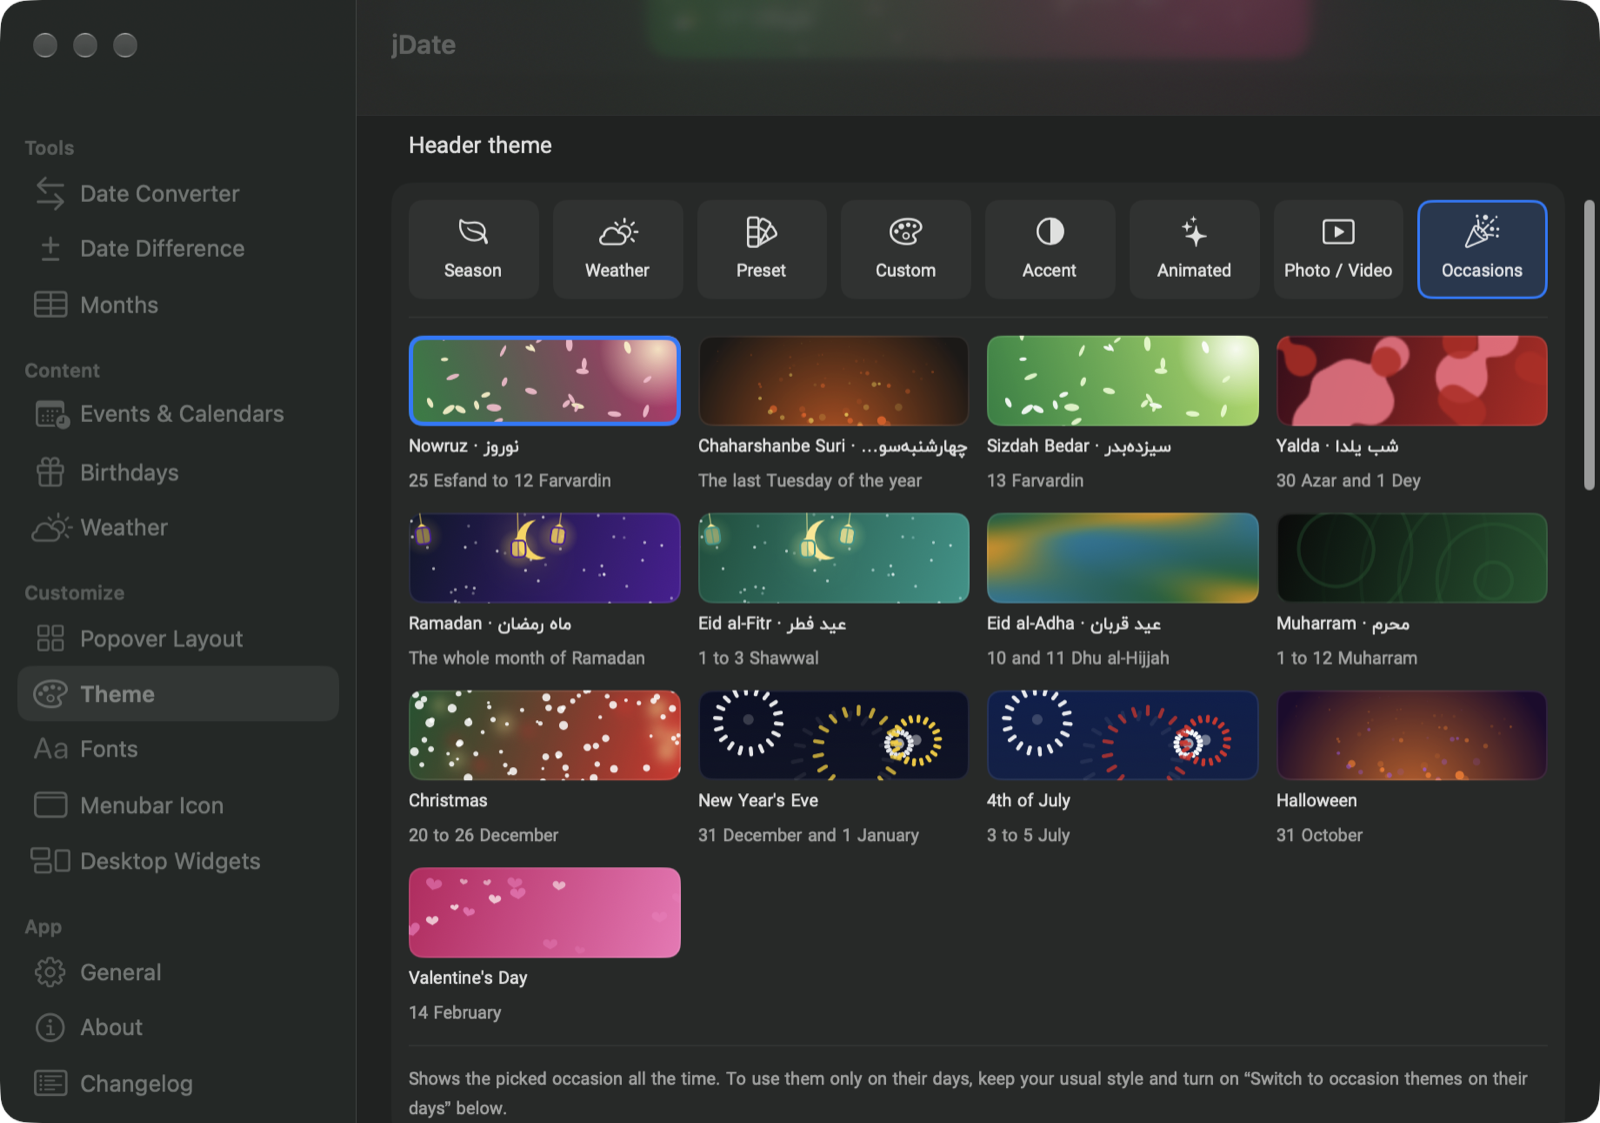 jDate
Tools
Date Converter
Date Difference
Months
Content
Events & Calendars
Birthdays
Weather
Customize
Popover Layout
Theme
Aa Fonts
Menubar Icon
Desktop Widgets
App
General
About
Changelog
Header theme
Season
Weather
Preset
Custom
Accent
Animated
Photo / Video
Occasions
Nowruz · نوروز
25 Esfand to 12 Farvardin
Chaharshanbe Suri · چهارشنبه‌سو...
The last Tuesday of the year
Sizdah Bedar · سیزده‌بدر
13 Farvardin
Yalda · شب یلدا
30 Azar and 1 Dey
Ramadan · ماه رمضان
The whole month of Ramadan
Eid al-Fitr · عید فطر
1 to 3 Shawwal
Eid al-Adha · عید قربان
10 and 11 Dhu al-Hijjah
Muharram · محرم
1 to 12 Muharram
Christmas
20 to 26 December
New Year's Eve
31 December and 1 January
4th of July
3 to 5 July
Halloween
31 October
Valentine's Day
14 February
Shows the picked occasion all the time. To use them only on their days, keep your usual style and turn on “Switch to occasion themes on their
days” below.